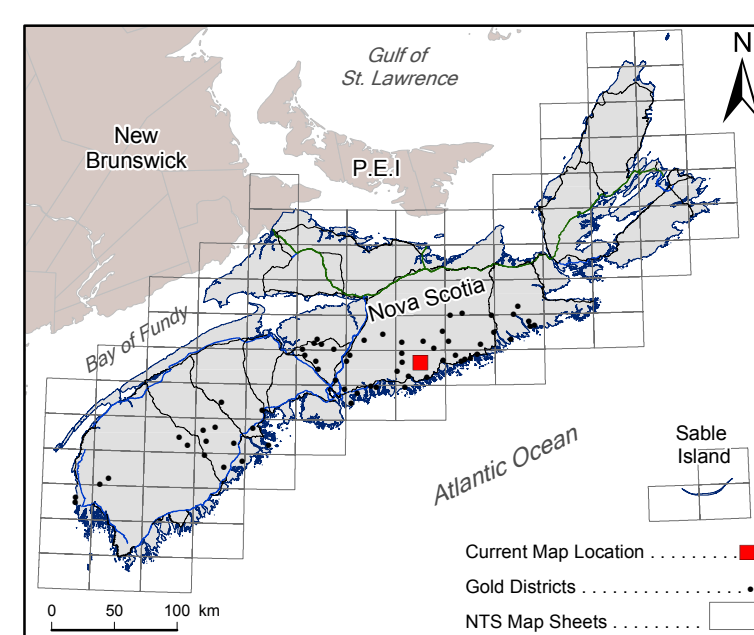 N
Gulf of
St. Lawrence
New
Brunswick
P.E.I
Nova Scotia
Bay of Fundy
Atlantic Ocean
Sable
Island
Current Map Location . . . . . . . . .
Gold Districts . . . . . . . . . . . . . . . .
NTS Map Sheets . . . . . . . . .
0 50 100 km